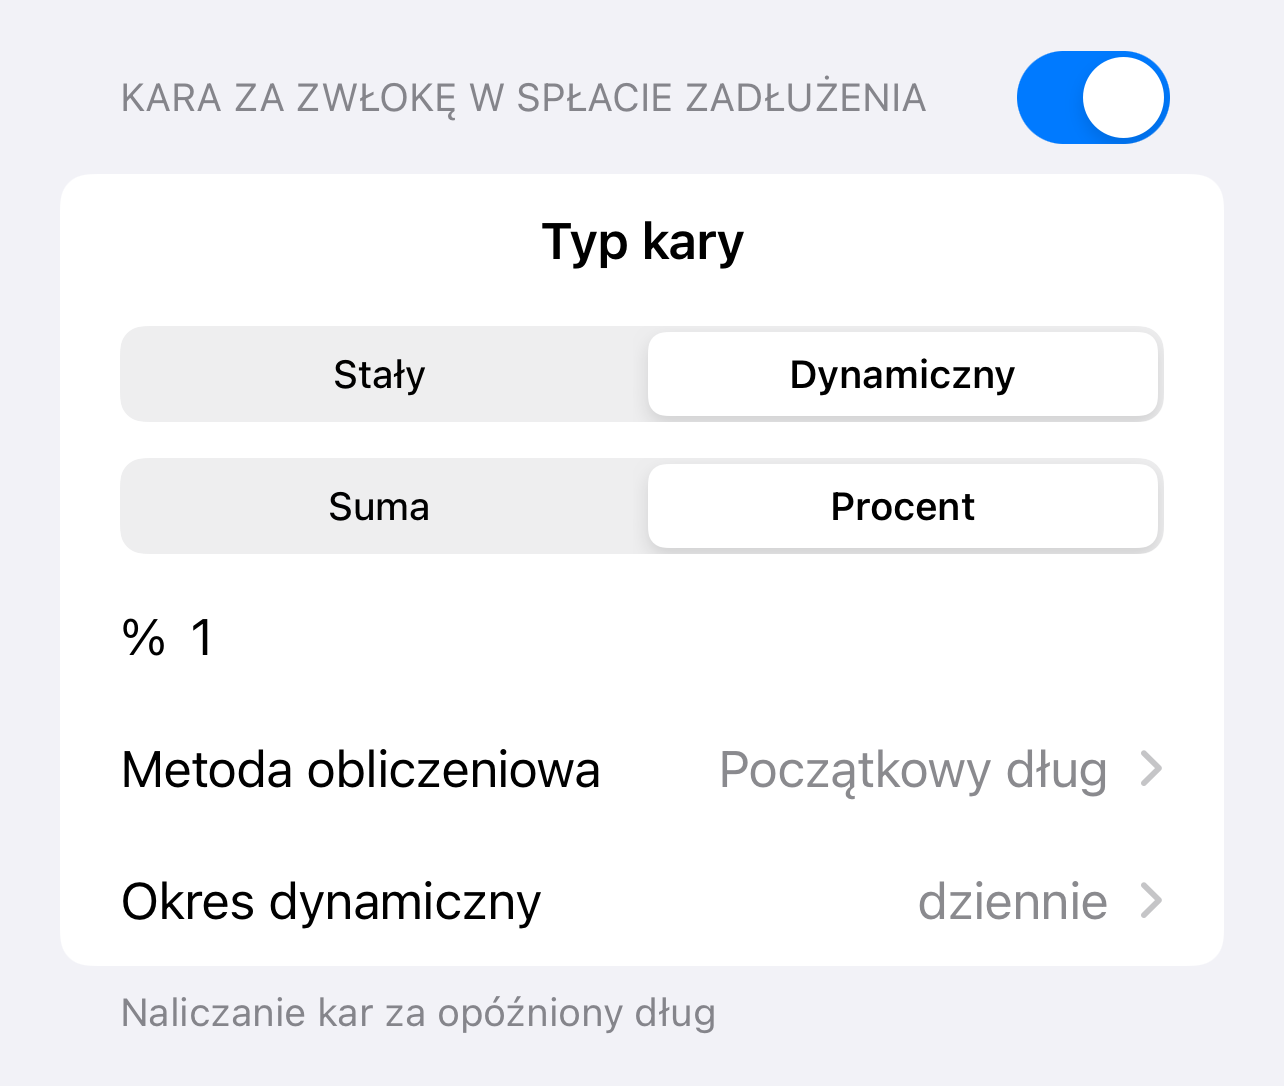 KARA ZA ZWŁOKĘ W SPŁACIE ZADŁUŻENIA
Typ kary
Stały Dynamiczny
Suma Procent
% 1
Metoda obliczeniowa Początkowy dług
Okres dynamiczny dziennie
Naliczanie kar za opóźniony dług